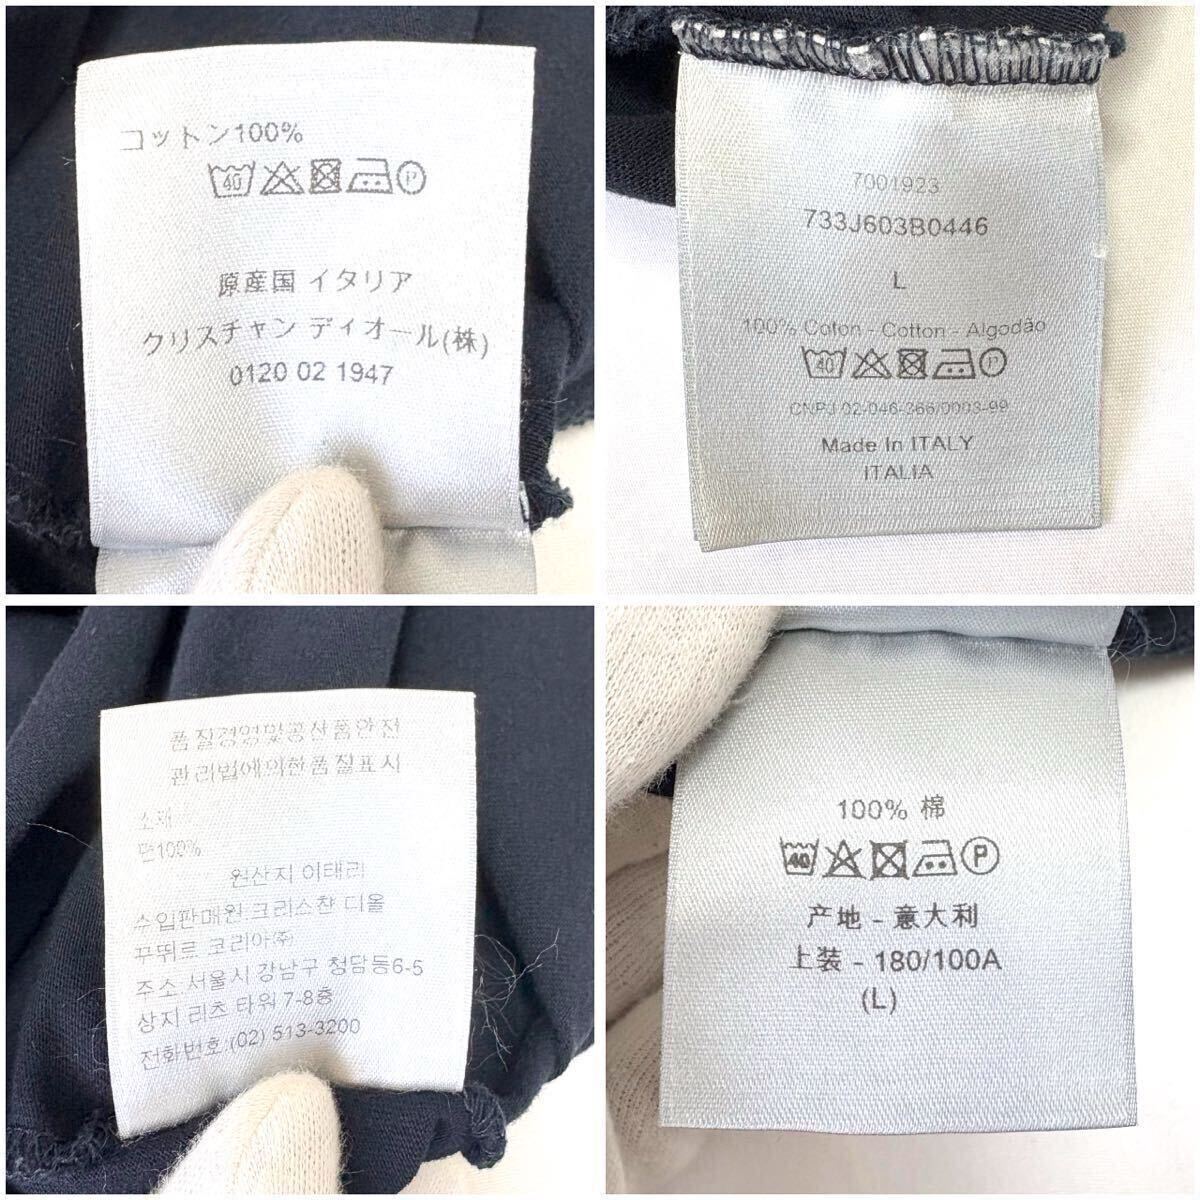 コットン100%
40 P
原産国 イタリア
クリスチャン ディオール(株)
0120 02 1947
7001923
733J603B0446
L
100% Coton - Cotton - Algodão
40 P
CNPJ 02-046-366/0003-99
Made In ITALY
ITALIA
품질경영및공산품안전
관리법에의한품질표시
소재
면100%
원산지 이태리
수입판매원 크리스챤 디올
꾸뛰르 코리아(주)
주소 서울시 강남구 청담동6-5
상지 리츠 타워 7-8층
전화번호:(02) 513-3200
100% 棉
40 P
产地 - 意大利
上装 - 180/100A
(L)